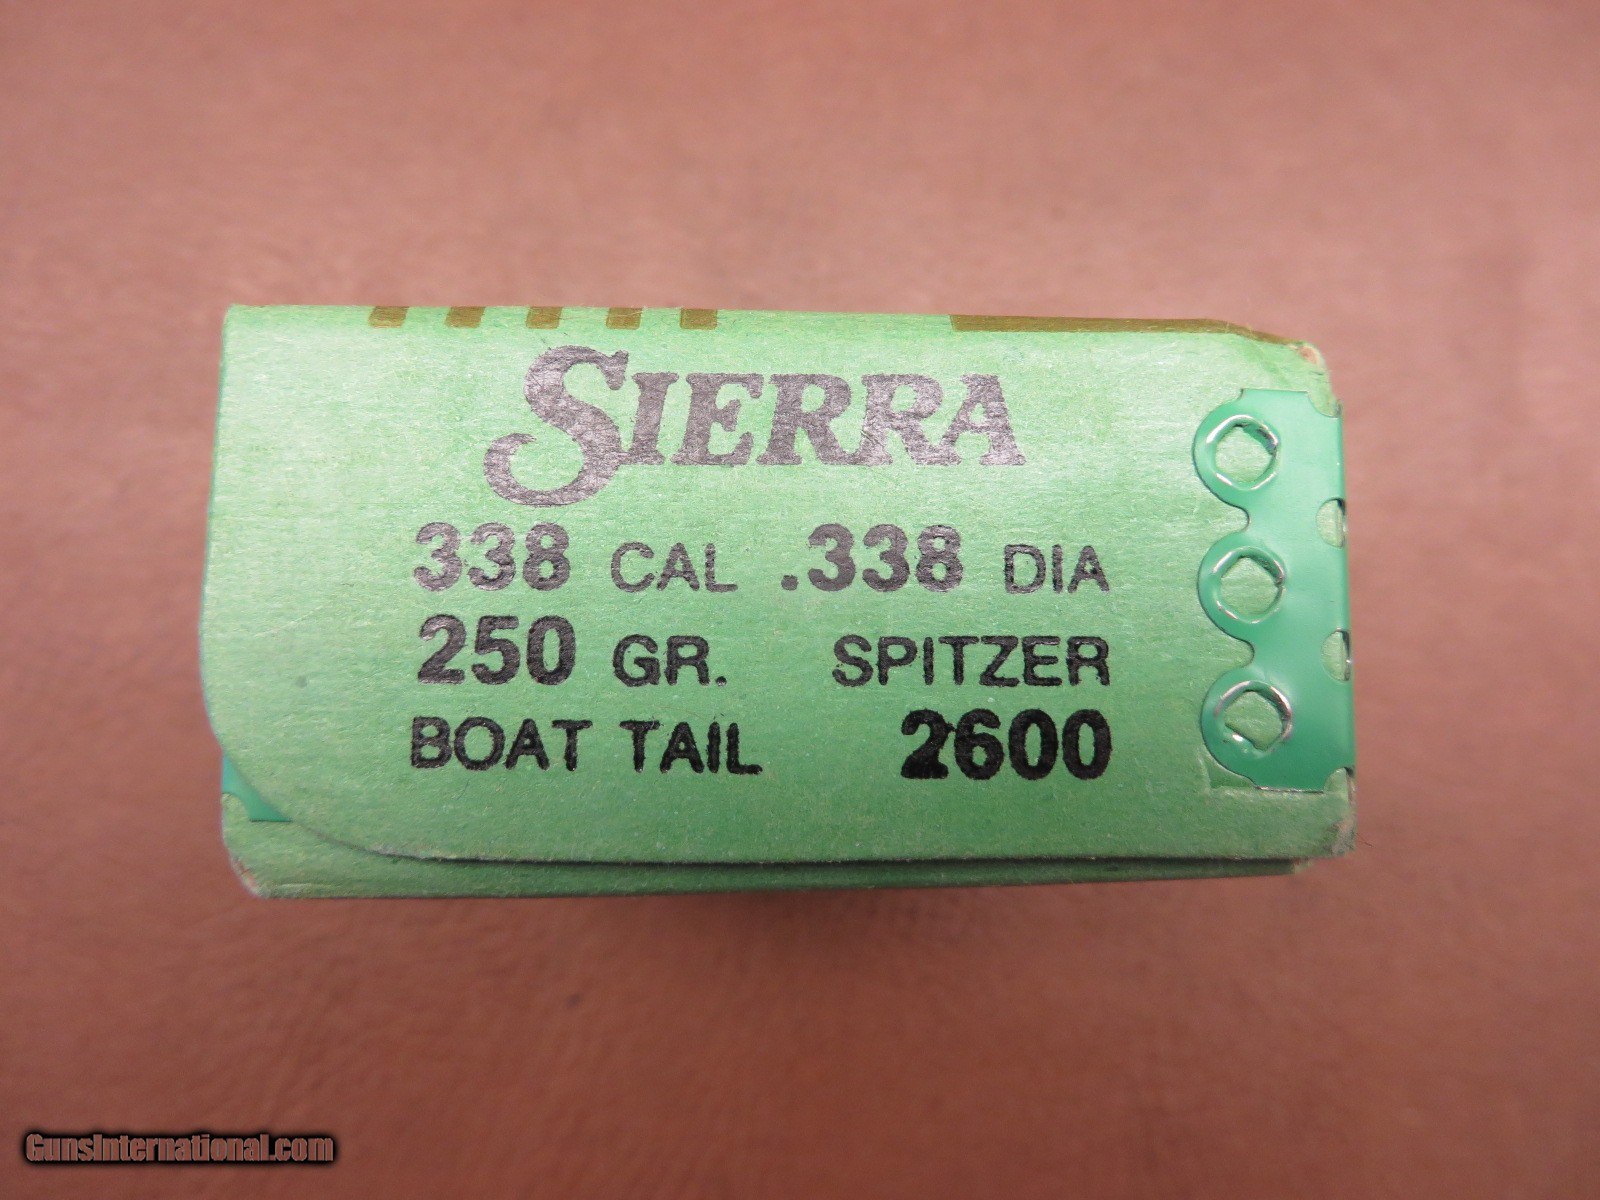 SIERRA
338 CAL .338 DIA
250 GR. SPITZER
BOAT TAIL 2600
GunsInternational.com